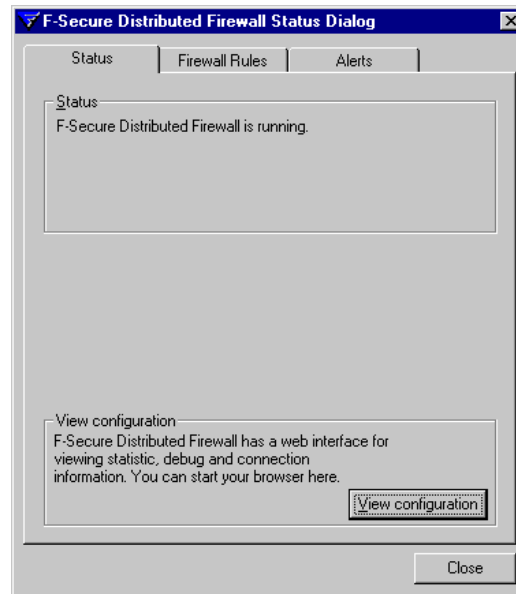 F-Secure Distributed Firewall Status Dialog
Status
Firewall Rules
Alerts
Status
F-Secure Distributed Firewall is running.
View configuration
F-Secure Distributed Firewall has a web interface for
viewing statistic, debug and connection
information. You can start your browser here.
View configuration
Close